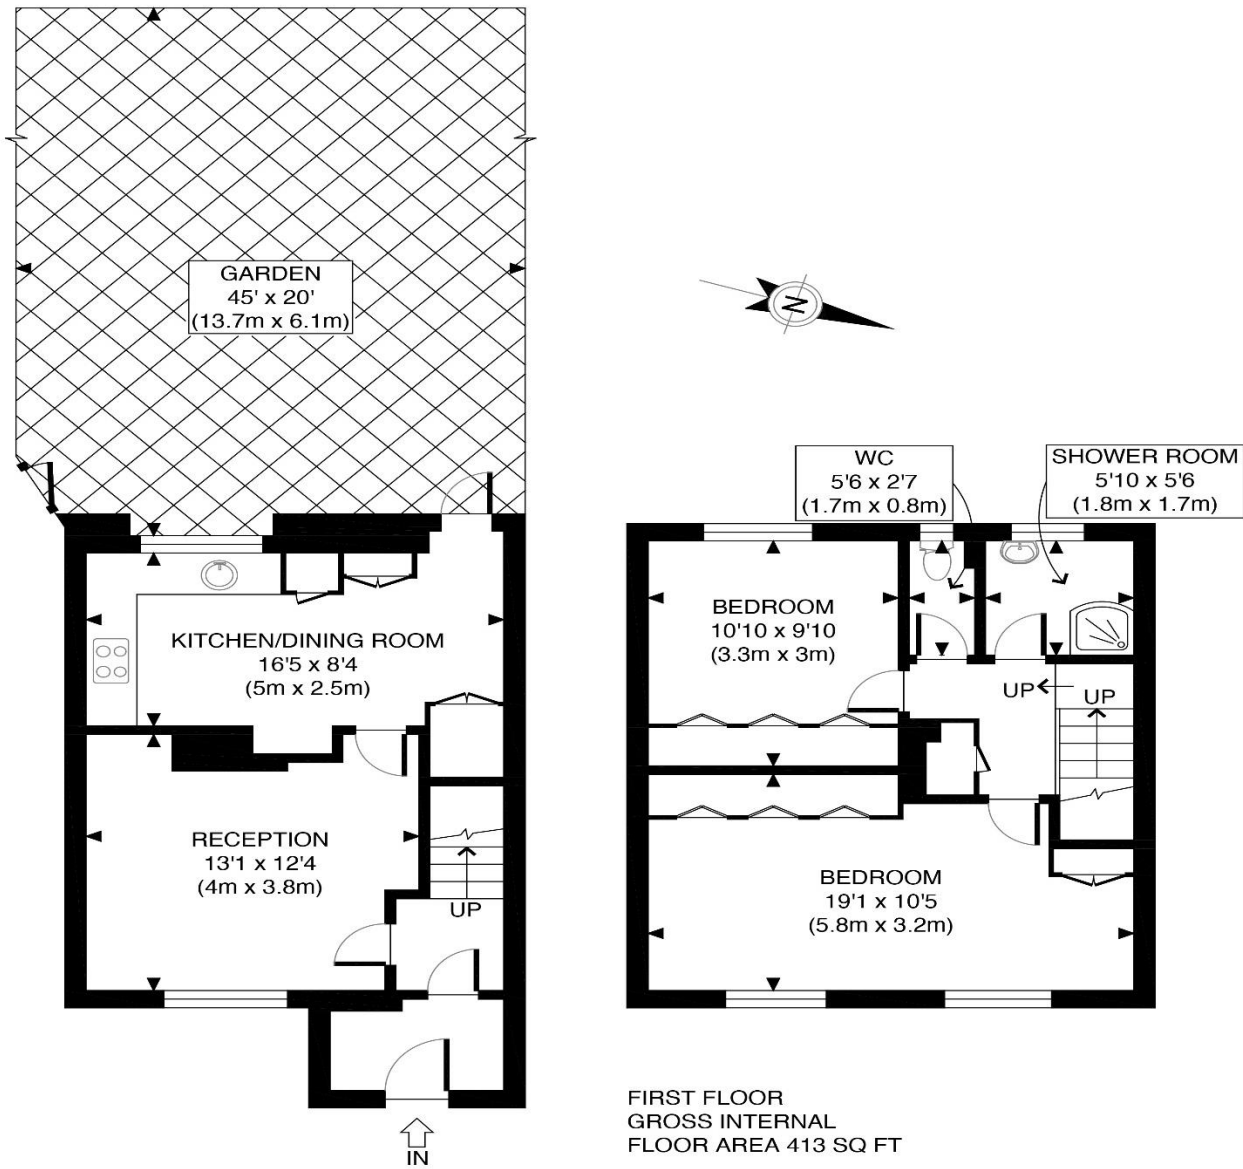 GARDEN
45' x 20'
(13.7m x 6.1m)
N
WC
5'6 x 2'7
(1.7m x 0.8m)
SHOWER ROOM
5'10 x 5'6
(1.8m x 1.7m)
KITCHEN/DINING ROOM
16'5 x 8'4
(5m x 2.5m)
BEDROOM
10'10 x 9'10
(3.3m x 3m)
UP
UP
RECEPTION
13'1 x 12'4
(4m x 3.8m)
UP
BEDROOM
19'1 x 10'5
(5.8m x 3.2m)
IN
FIRST FLOOR
GROSS INTERNAL
FLOOR AREA 413 SQ FT